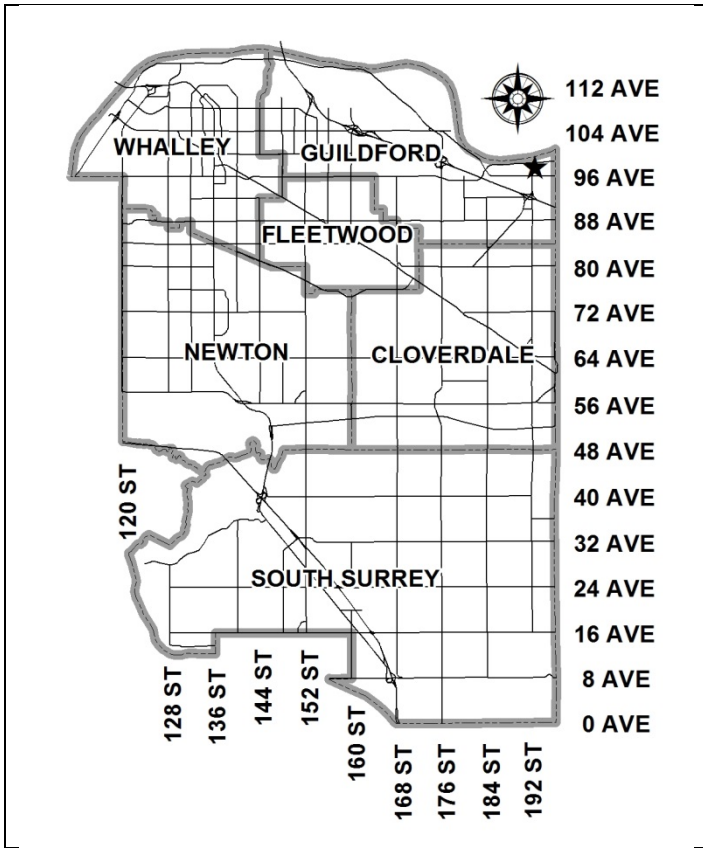 112 AVE
104 AVE
WHALLEY
GUILDFORD
96 AVE
88 AVE
FLEETWOOD
80 AVE
72 AVE
NEWTON
CLOVERDALE
64 AVE
56 AVE
48 AVE
120 ST
40 AVE
32 AVE
SOUTH SURREY
24 AVE
16 AVE
128 ST
136 ST
144 ST
152 ST
8 AVE
160 ST
0 AVE
168 ST
176 ST
184 ST
192 ST